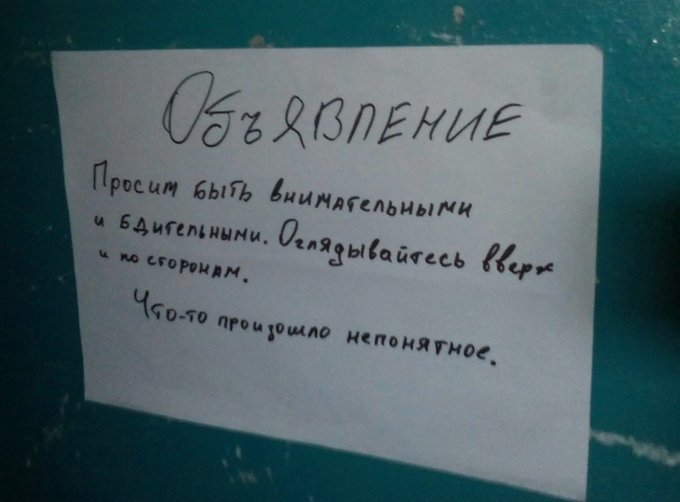 Объявление
Просим быть внимательными
и бдительными. Оглядывайтесь вверх
и по сторонам.
Что-то произошло непонятное.